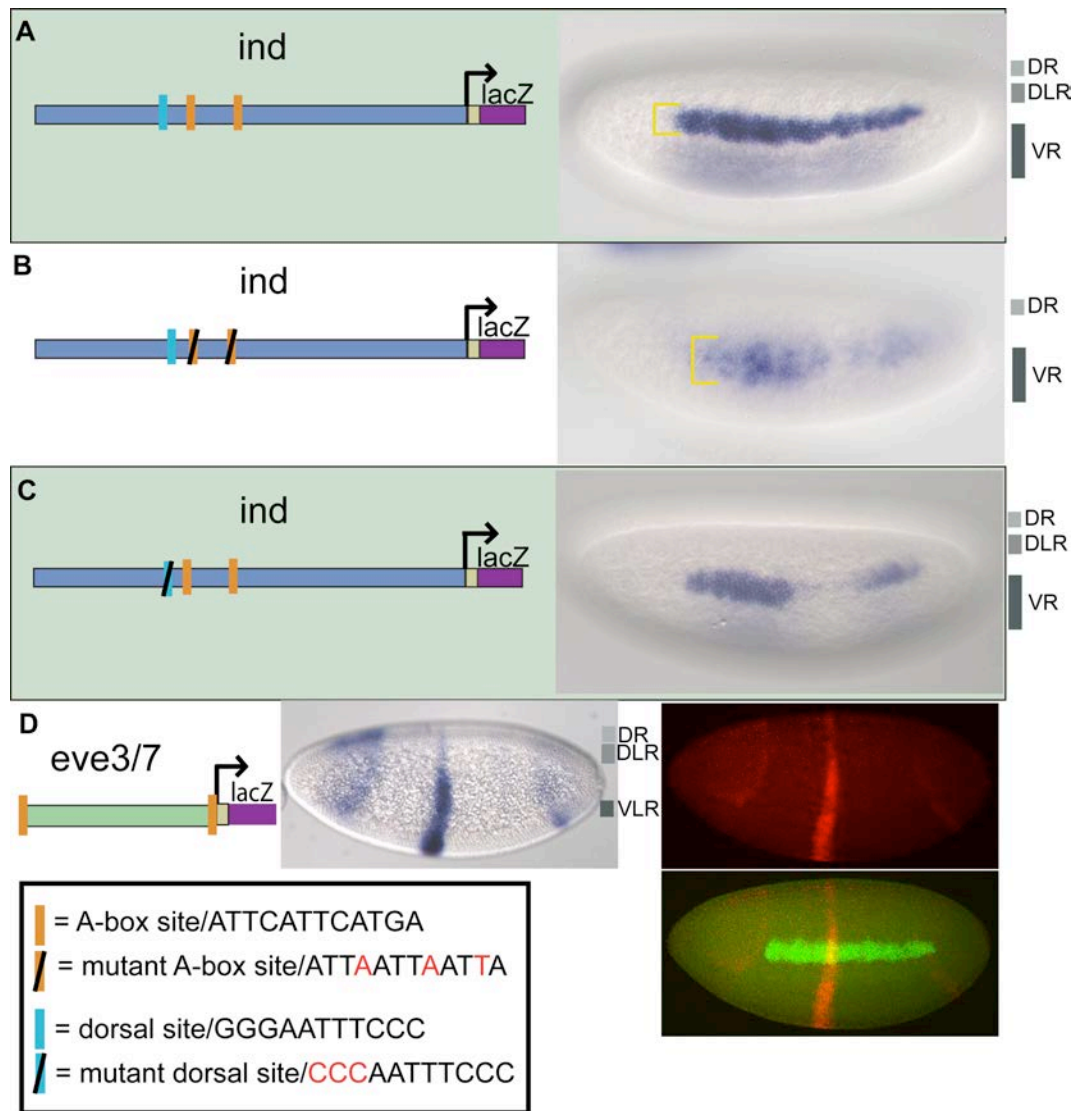 A
ind
lacZ
DR
DLR
VR
B
ind
lacZ
DR
VR
C
ind
lacZ
DR
DLR
VR
D
eve3/7
lacZ
DR
DLR
VLR
= A-box site/ATTCATTCATGA
= mutant A-box site/ATTAATTAATTA
= dorsal site/GGGAATTTCCC
= mutant dorsal site/CCCAATTTCCC